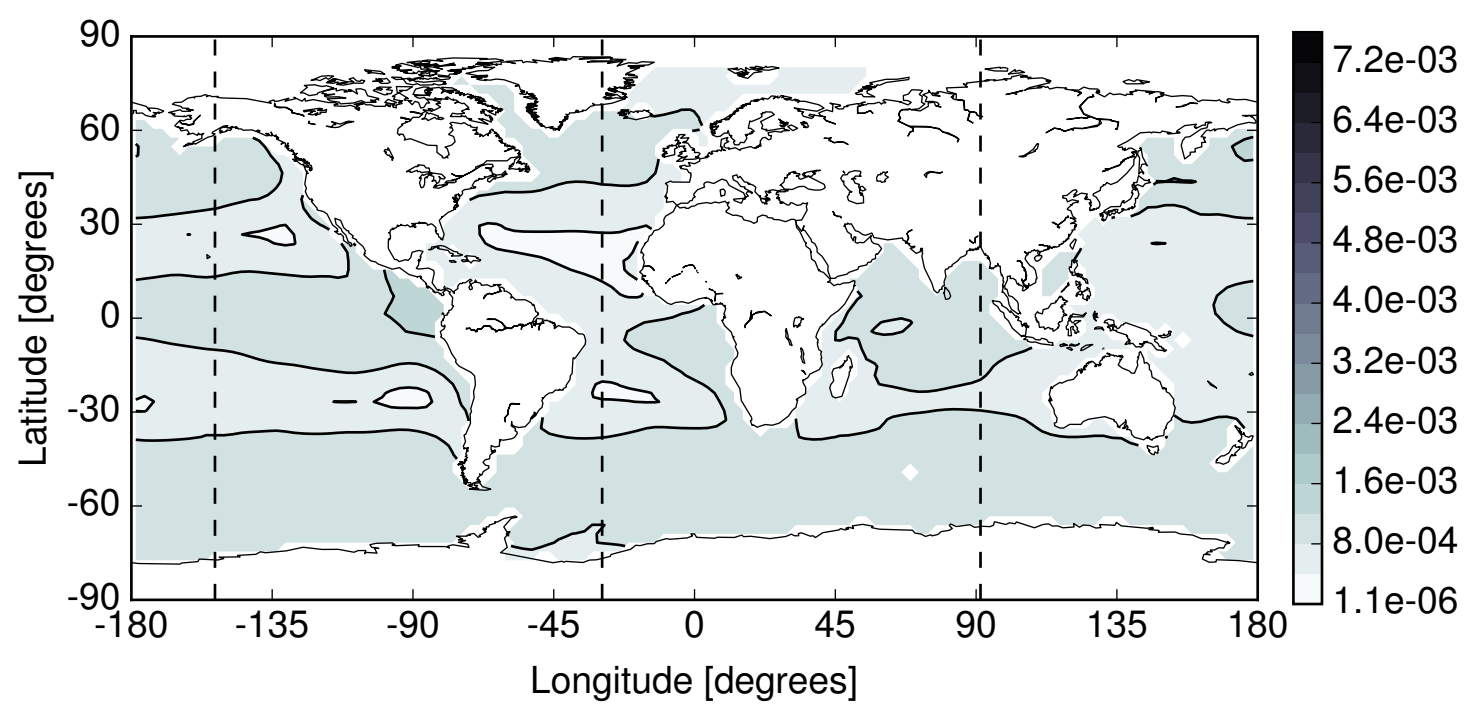 90
60
30
0
-30
-60
-90
Latitude [degrees]
-180 -135 -90 -45 0 45 90 135 180
Longitude [degrees]
7.2e-03
6.4e-03
5.6e-03
4.8e-03
4.0e-03
3.2e-03
2.4e-03
1.6e-03
8.0e-04
1.1e-06